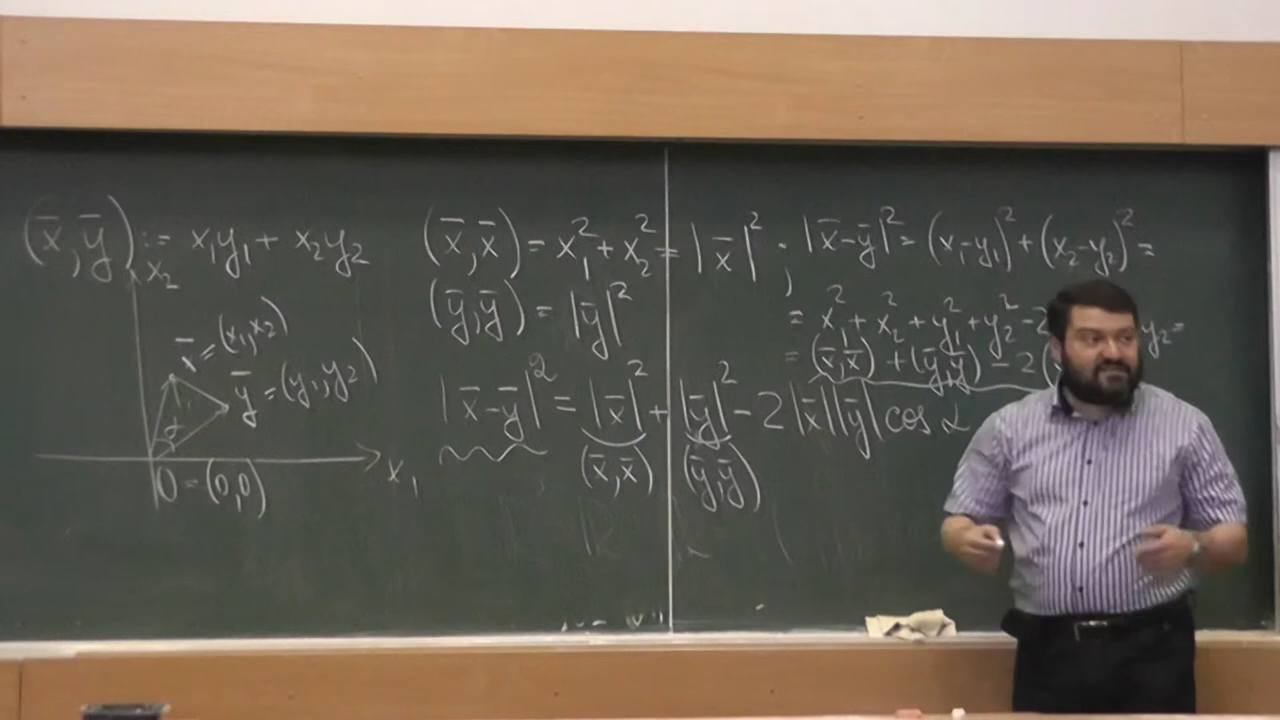 (x̄,ȳ) := x₁y₁ + x₂y₂
x₂
x̄ = (x₁,x₂)
ȳ = (y₁,y₂)
α
x₁
0 = (0,0)
(x̄,x̄) = x₁² + x₂² = |x̄|² ,
(ȳ,ȳ) = |ȳ|²
|x̄-ȳ|² = |x̄|² + |ȳ|² - 2|x̄||ȳ| cos α
(x̄,x̄) (ȳ,ȳ)
|x̄-ȳ|² = (x₁-y₁)² + (x₂-y₂)² =
= x₁² + x₂² + y₁² + y₂² - 2 y₂ =
= (x̄,x̄) + (ȳ,ȳ) - 2(